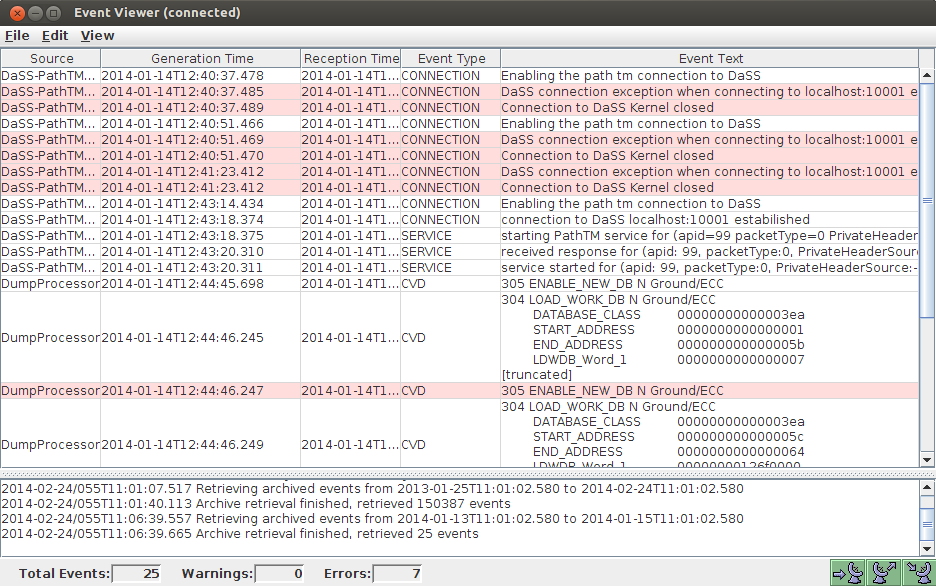 Event Viewer (connected)
File Edit View
Source Generation Time Reception Time Event Type Event Text
DaSS-PathTM... 2014-01-14T12:40:37.478 2014-01-14T1... CONNECTION Enabling the path tm connection to DaSS
DaSS-PathTM... 2014-01-14T12:40:37.485 2014-01-14T1... CONNECTION DaSS connection exception when connecting to localhost:10001 e
DaSS-PathTM... 2014-01-14T12:40:37.489 2014-01-14T1... CONNECTION Connection to DaSS Kernel closed
DaSS-PathTM... 2014-01-14T12:40:51.466 2014-01-14T1... CONNECTION Enabling the path tm connection to DaSS
DaSS-PathTM... 2014-01-14T12:40:51.469 2014-01-14T1... CONNECTION DaSS connection exception when connecting to localhost:10001 e
DaSS-PathTM... 2014-01-14T12:40:51.470 2014-01-14T1... CONNECTION Connection to DaSS Kernel closed
DaSS-PathTM... 2014-01-14T12:41:23.412 2014-01-14T1... CONNECTION DaSS connection exception when connecting to localhost:10001 e
DaSS-PathTM... 2014-01-14T12:41:23.412 2014-01-14T1... CONNECTION Connection to DaSS Kernel closed
DaSS-PathTM... 2014-01-14T12:43:14.434 2014-01-14T1... CONNECTION Enabling the path tm connection to DaSS
DaSS-PathTM... 2014-01-14T12:43:18.374 2014-01-14T1... CONNECTION connection to DaSS localhost:10001 estabilished
DaSS-PathTM... 2014-01-14T12:43:18.375 2014-01-14T1... SERVICE starting PathTM service for (apid=99 packetType=0 PrivateHeader
DaSS-PathTM... 2014-01-14T12:43:20.310 2014-01-14T1... SERVICE received response for (apid: 99, packetType:0, PrivateHeaderSour
DaSS-PathTM... 2014-01-14T12:43:20.311 2014-01-14T1... SERVICE service started for (apid: 99, packetType:0, PrivateHeaderSource:-
DumpProcessor 2014-01-14T12:44:45.698 2014-01-14T1... CVD 305 ENABLE_NEW_DB N Ground/ECC
304 LOAD_WORK_DB N Ground/ECC
DATABASE_CLASS 00000000000003ea
START_ADDRESS 0000000000000001
DumpProcessor 2014-01-14T12:44:46.245 2014-01-14T1... CVD
END_ADDRESS 000000000000005b
LDWDB_Word_1 0000000000000007
[truncated]
DumpProcessor 2014-01-14T12:44:46.247 2014-01-14T1... CVD 305 ENABLE_NEW_DB N Ground/ECC
304 LOAD_WORK_DB N Ground/ECC
DATABASE_CLASS 00000000000003ea
START_ADDRESS 000000000000005c
DumpProcessor 2014-01-14T12:44:46.249 2014-01-14T1... CVD
END_ADDRESS 0000000000000064
LDWDB_Word_1 00000000126f0000
2014-02-24/055T11:01:07.517 Retrieving archived events from 2013-01-25T11:01:02.580 to 2014-02-24T11:01:02.580
2014-02-24/055T11:01:40.113 Archive retrieval finished, retrieved 150387 events
2014-02-24/055T11:06:39.557 Retrieving archived events from 2014-01-13T11:01:02.580 to 2014-01-15T11:01:02.580
2014-02-24/055T11:06:39.665 Archive retrieval finished, retrieved 25 events
Total Events: 25 Warnings: 0 Errors: 7